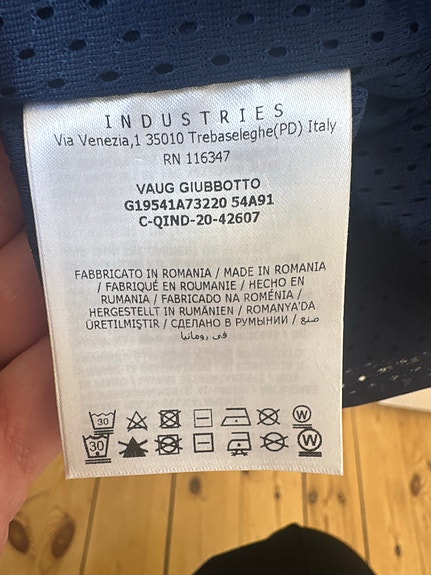 INDUSTRIES
Via Venezia,1 35010 Trebaseleghe(PD) Italy
RN 116347
VAUG GIUBBOTTO
G19541A73220 54A91
C-QIND-20-42607
FABBRICATO IN ROMANIA / MADE IN ROMANIA
/ FABRIQUÉ EN ROUMANIE / HECHO EN
RUMANIA / FABRICADO NA ROMÉNIA /
HERGESTELLT IN RUMÄNIEN / ROMANYA'DA
ÜRETILMIŞTIR / СДЕЛАНО В РУМЫНИИ / صنع
في رومانيا
30 W
30 W